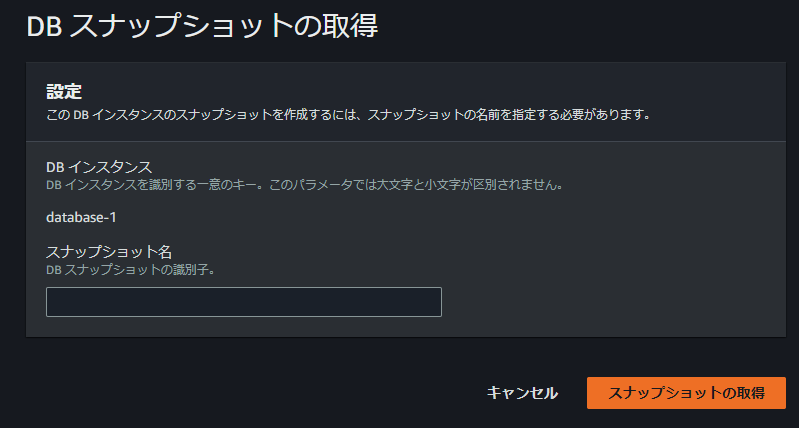 DB スナップショットの取得
設定
この DB インスタンスのスナップショットを作成するには、スナップショットの名前を指定する必要があります。
DB インスタンス
DB インスタンスを識別する一意のキー。このパラメータでは大文字と小文字が区別されません。
database-1
スナップショット名
DB スナップショットの識別子。
キャンセル スナップショットの取得